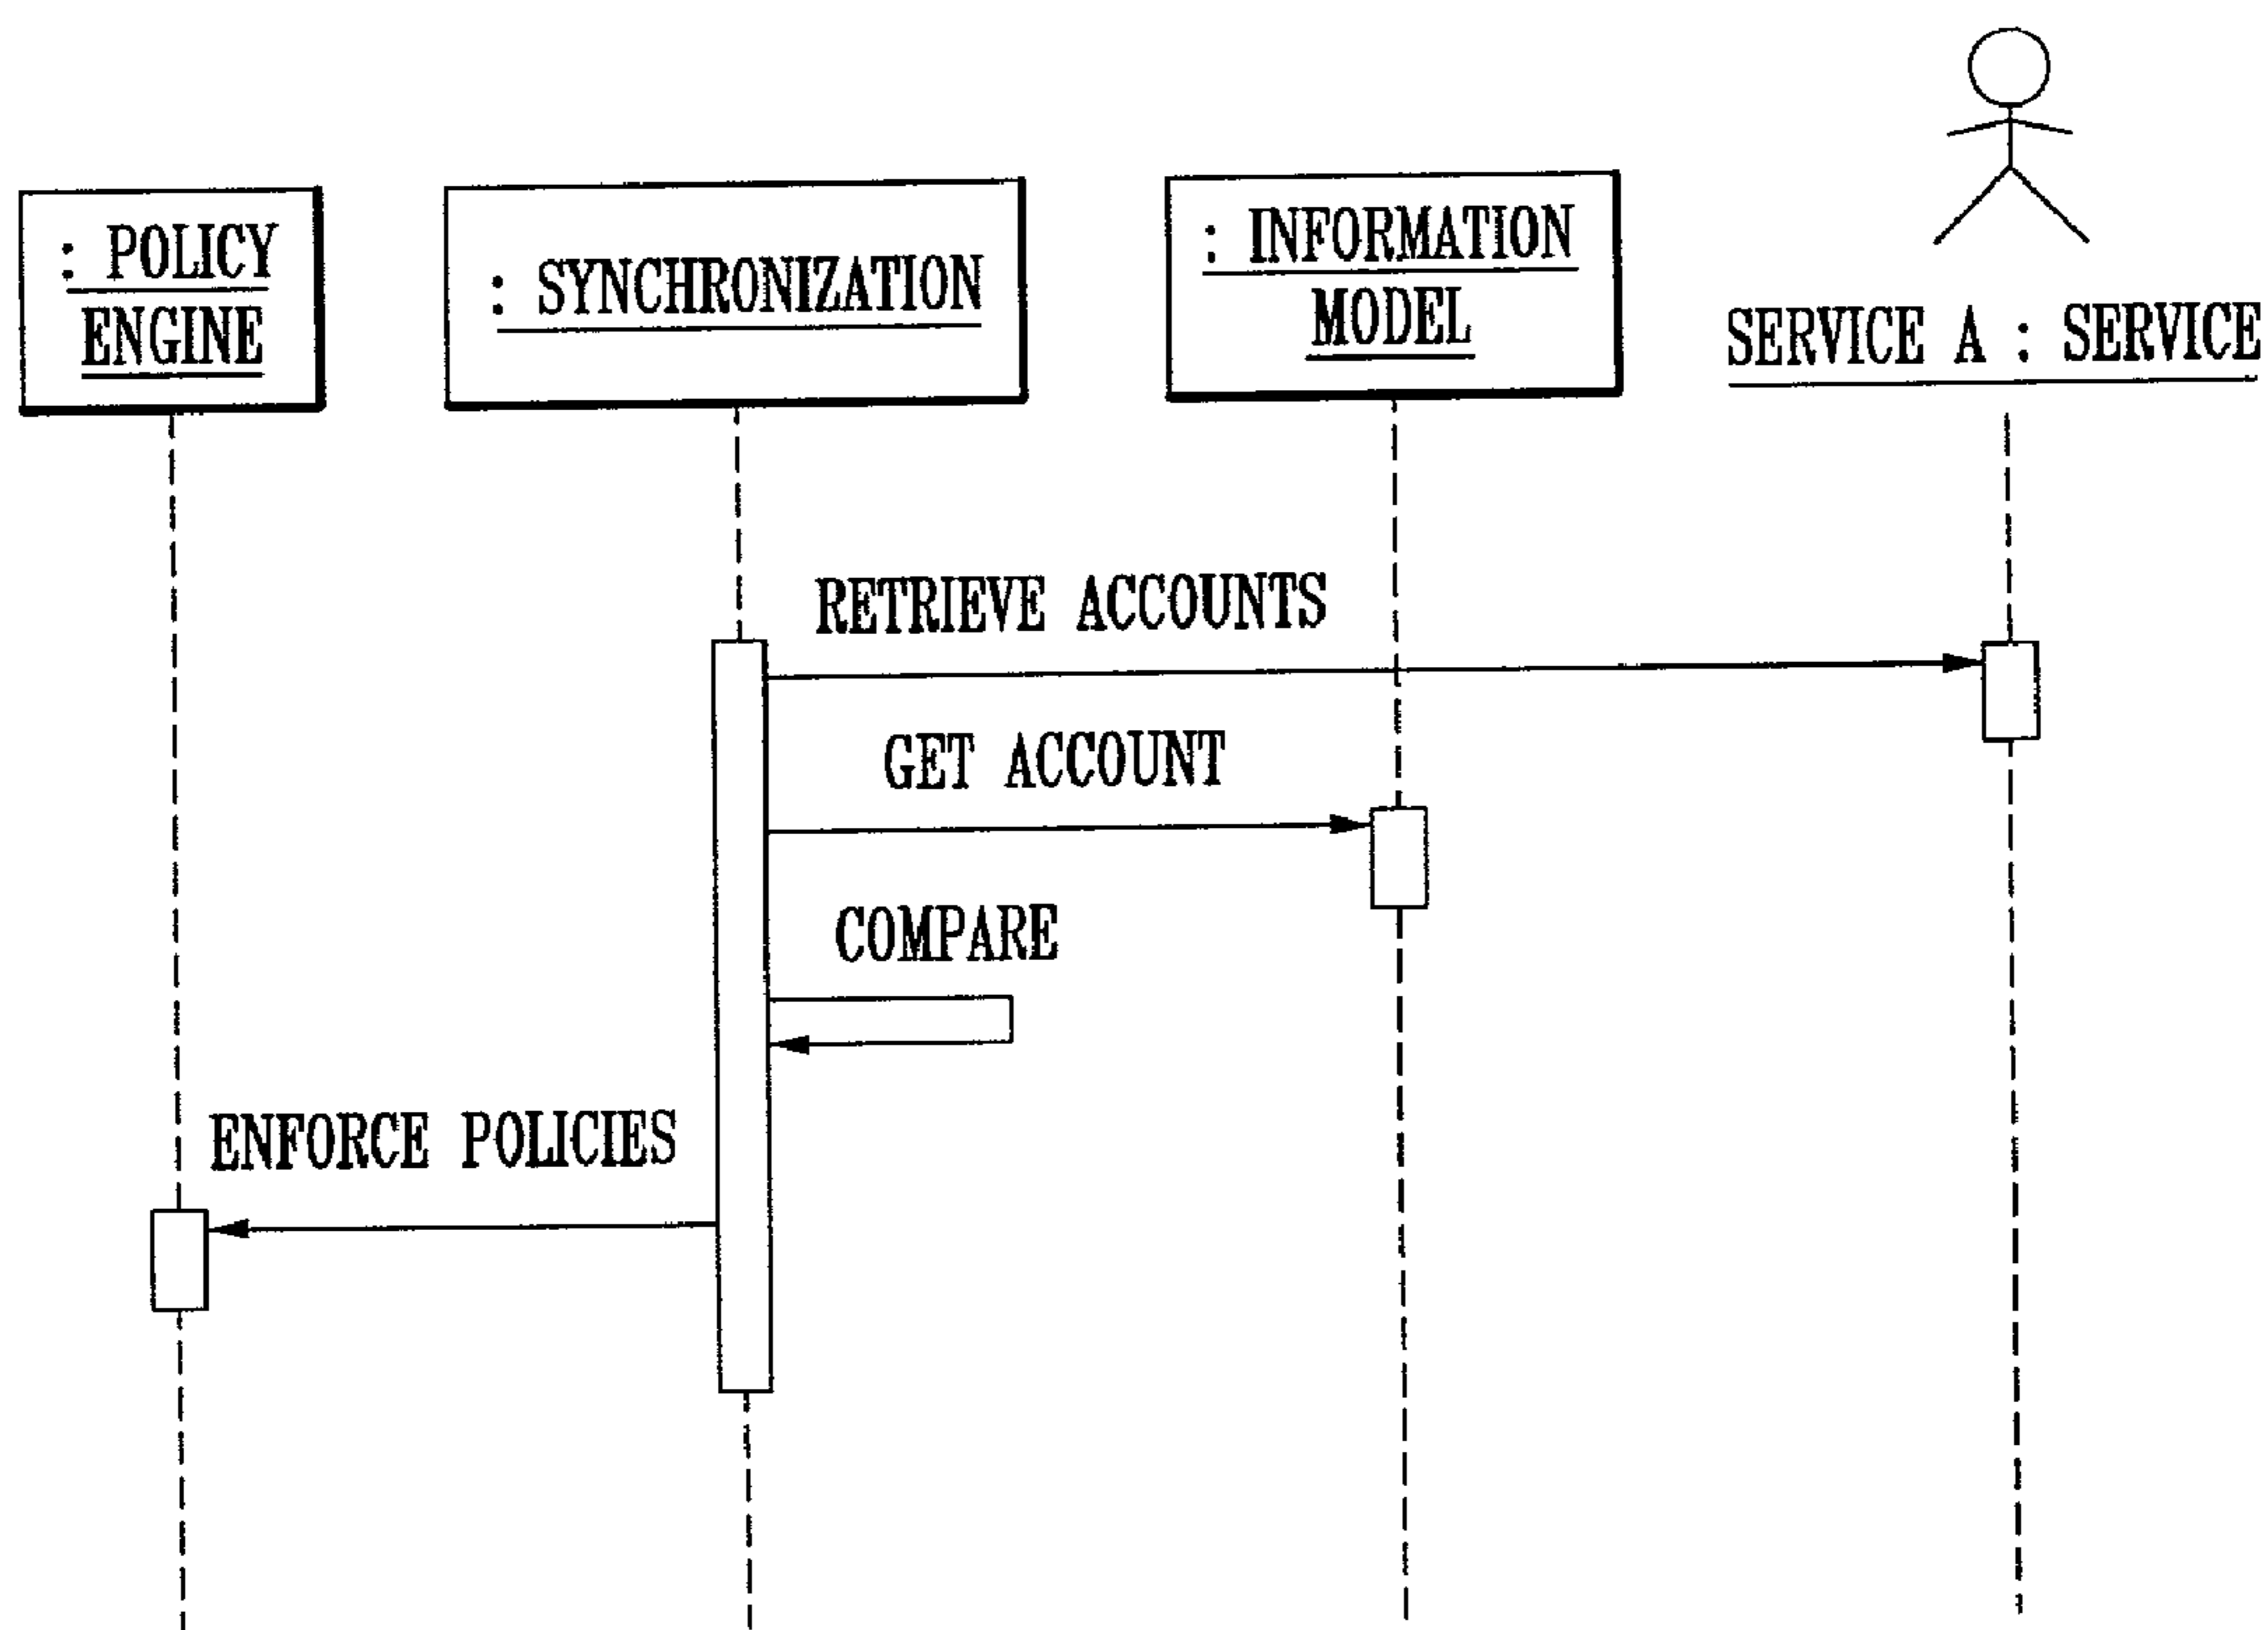 : POLICY
ENGINE
: SYNCHRONIZATION
: INFORMATION
MODEL
SERVICE A : SERVICE
RETRIEVE ACCOUNTS
GET ACCOUNT
COMPARE
ENFORCE POLICIES